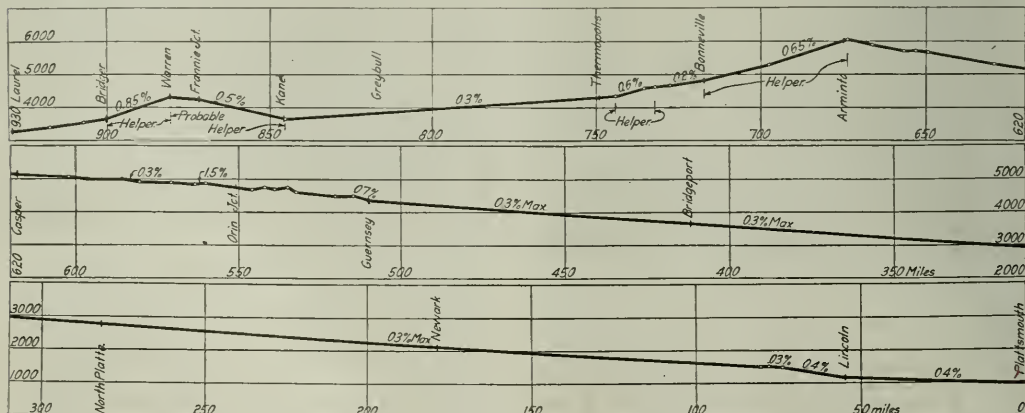 6000
5000
4000
930 Laurel
Bridger
0.85%
Warren
Frannie Jct.
0.5%
Kane
Greybull
0.3%
Thermopolis
0.6%
0.2%
Bonneville
0.65%
Arminto
Helper
Probable
Helper
Helper
Helper
900
850
800
750
700
650
620
5000
4000
3000
2000
Casper
0.3%
1.5%
Orin Jct.
0.7%
Guernsey
0.3% Max
Bridgeport
0.3% Max
620
600
550
500
450
400
350 Miles
3000
2000
1000
North Platte
0.3% Max
Newark
0.3%
0.4%
Lincoln
0.4%
Plattsmouth
300
250
200
150
100
50 miles
0